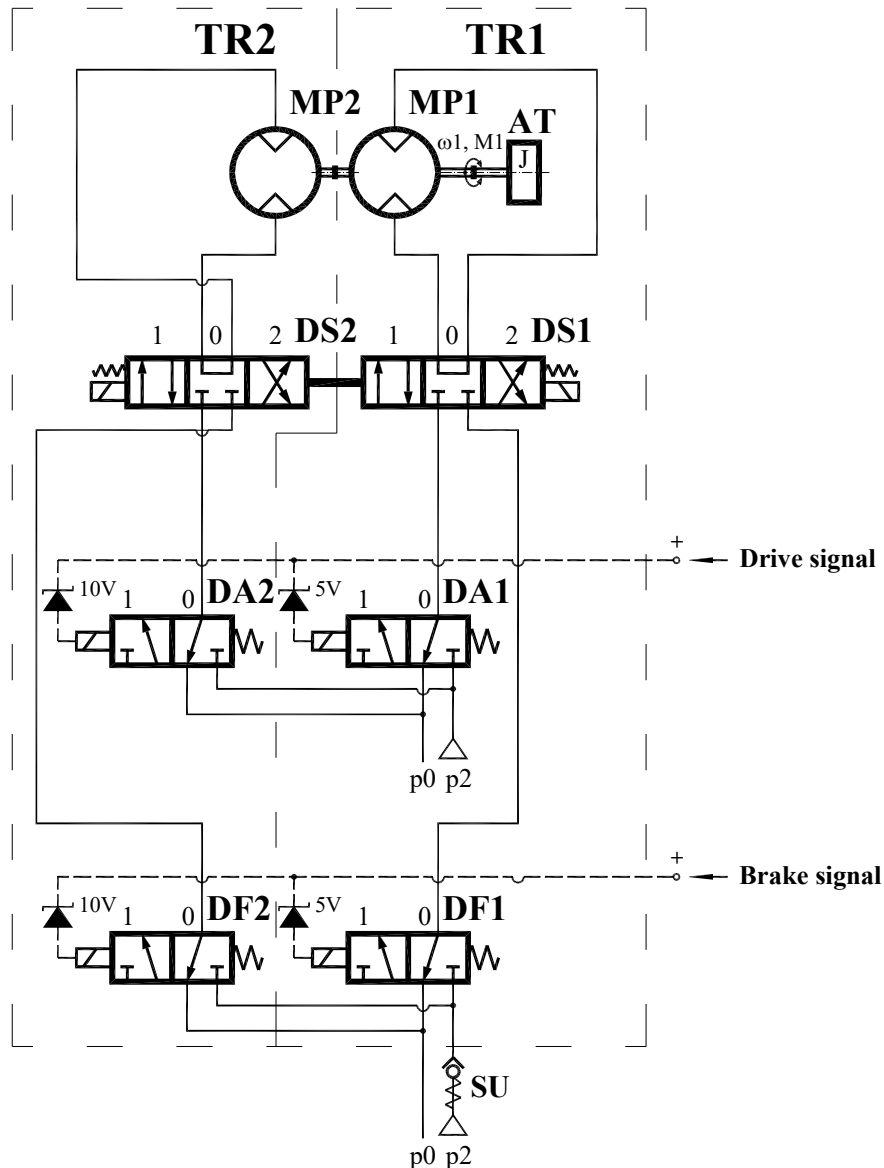 TR2 TR1
MP2 MP1 AT
ω1, M1 J
1 0 2 DS2 1 0 2 DS1
+
Drive signal
10V 1 0 DA2 5V 1 0 DA1
p0 p2
+
Brake signal
10V 1 0 DF2 5V 1 0 DF1
SU
p0 p2